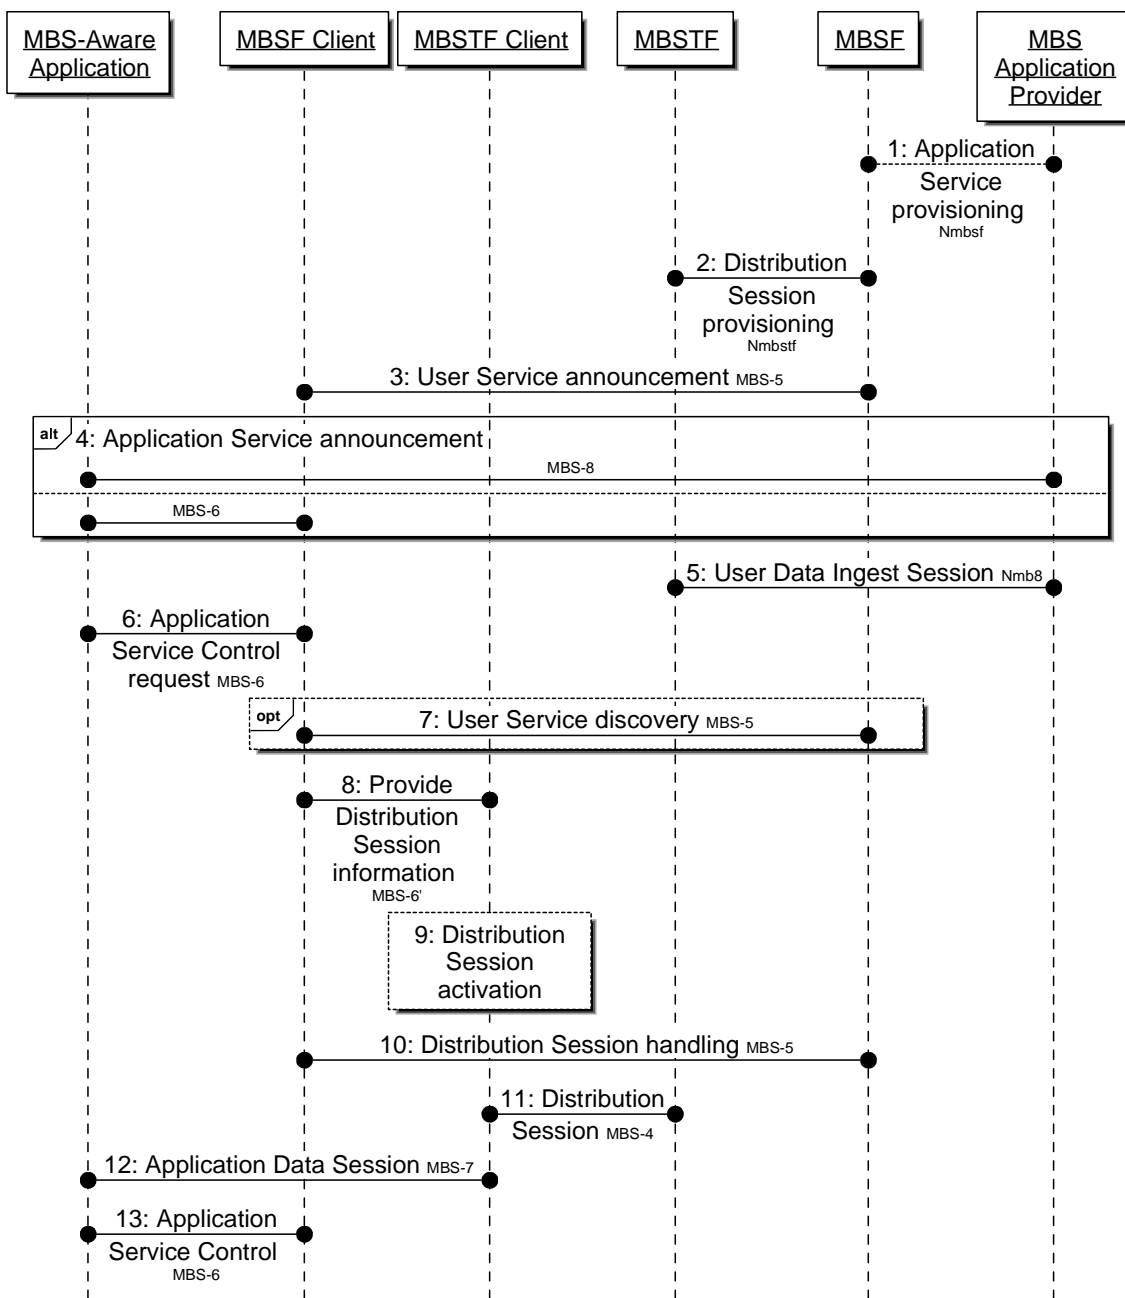 MBS-Aware
Application
MBSF Client
MBSTF Client
MBSTF
MBSF
MBS
Application
Provider
1: Application
Service
provisioning
Nmbsf
2: Distribution
Session
provisioning
Nmbstf
3: User Service announcement MBS-5
alt
4: Application Service announcement
MBS-8
MBS-6
5: User Data Ingest Session Nmb8
6: Application
Service Control
request MBS-6
opt
7: User Service discovery MBS-5
8: Provide
Distribution
Session
information
MBS-6'
9: Distribution
Session
activation
10: Distribution Session handling MBS-5
11: Distribution
Session MBS-4
12: Application Data Session MBS-7
13: Application
Service Control
MBS-6